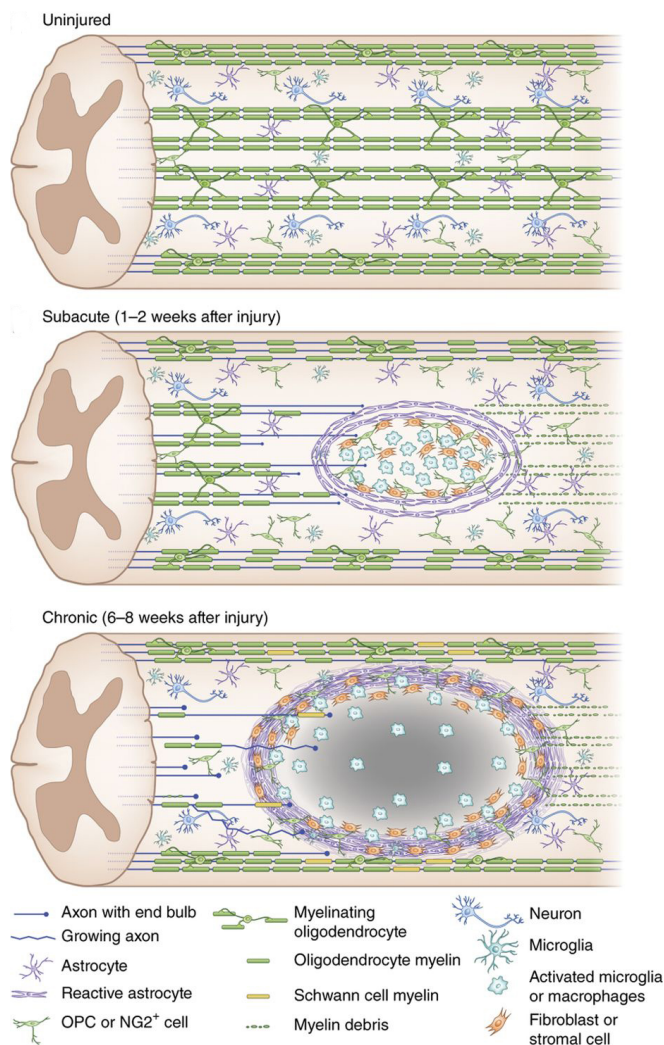 Uninjured
Subacute (1–2 weeks after injury)
Chronic (6–8 weeks after injury)
Axon with end bulb
Growing axon
Astrocyte
Reactive astrocyte
OPC or NG2⁺ cell
Myelinating
oligodendrocyte
Oligodendrocyte myelin
Schwann cell myelin
Myelin debris
Neuron
Microglia
Activated microglia
or macrophages
Fibroblast or
stromal cell